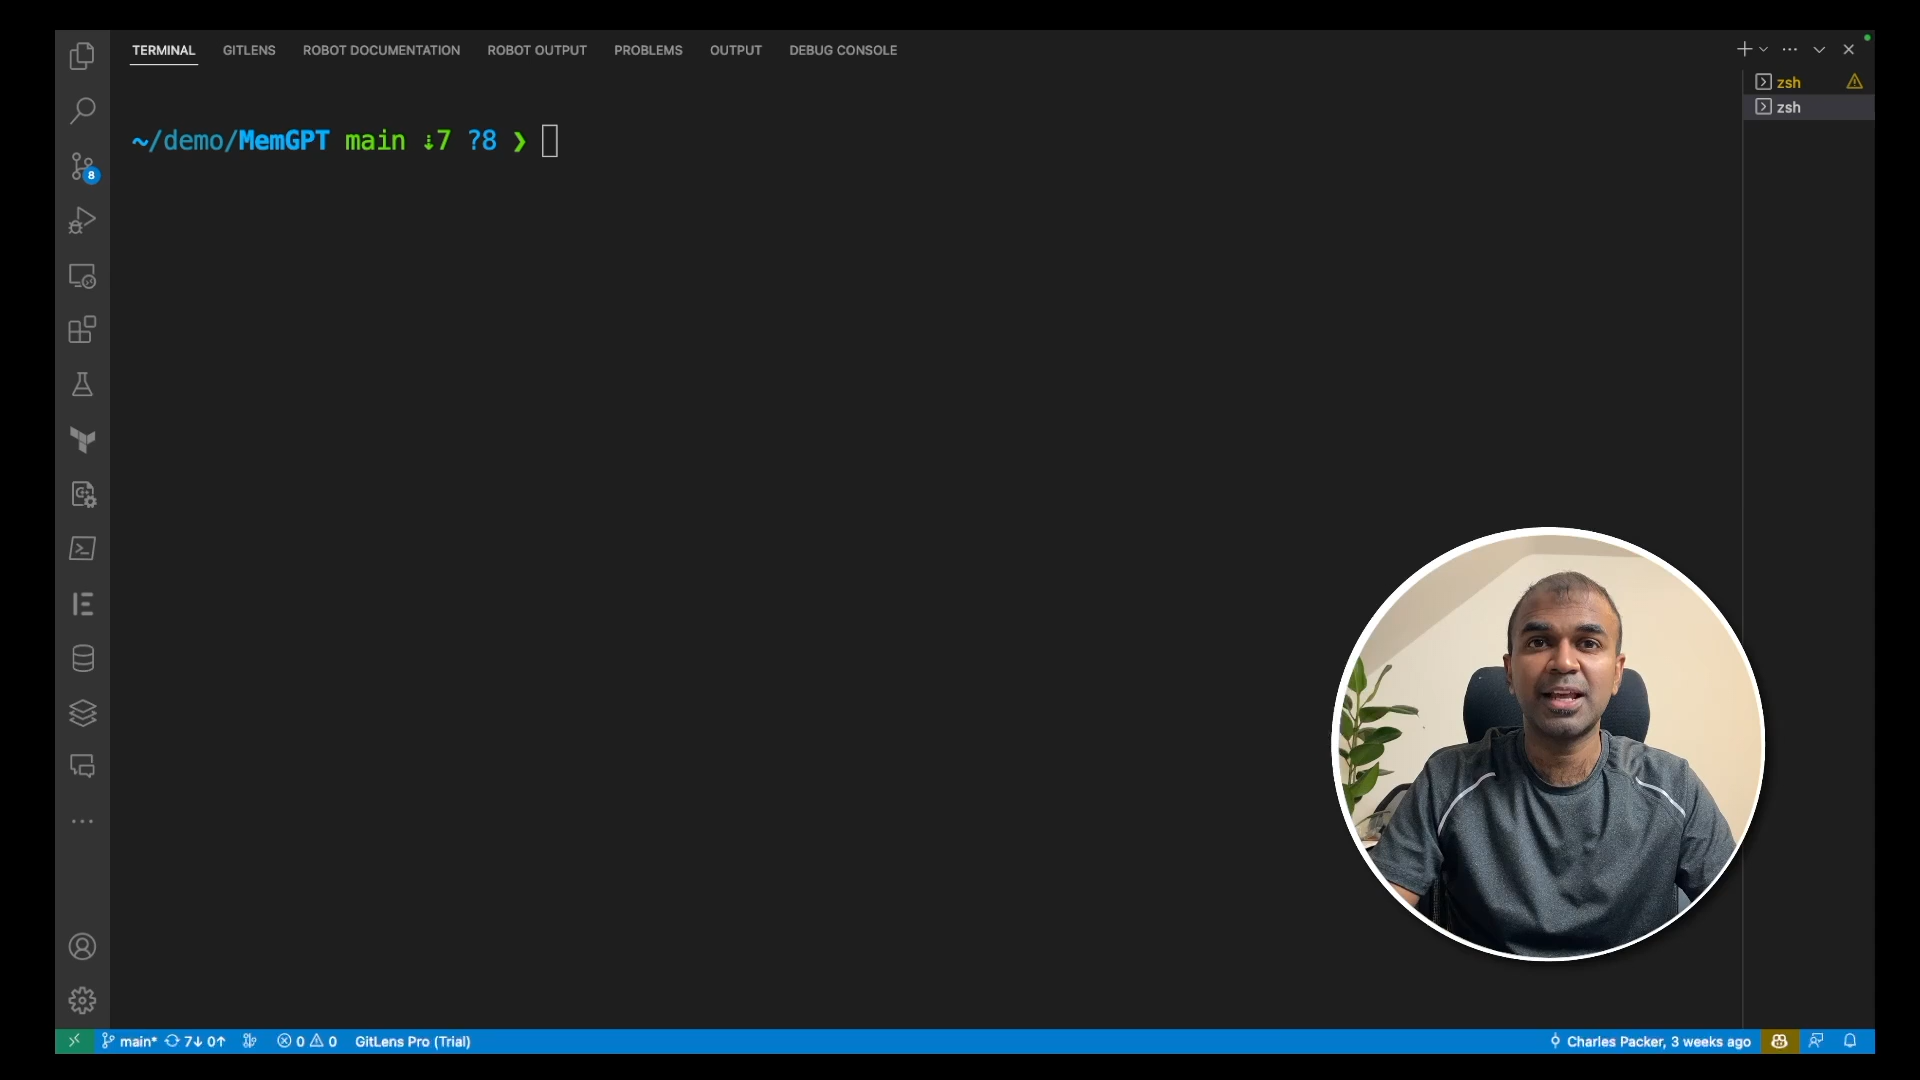 TERMINAL GITLENS ROBOT DOCUMENTATION ROBOT OUTPUT PROBLEMS OUTPUT DEBUG CONSOLE
zsh
zsh
~/demo/MemGPT main ⇣7 ?8 ❯
8
main* 7↓ 0↑ 0 0 GitLens Pro (Trial) Charles Packer, 3 weeks ago